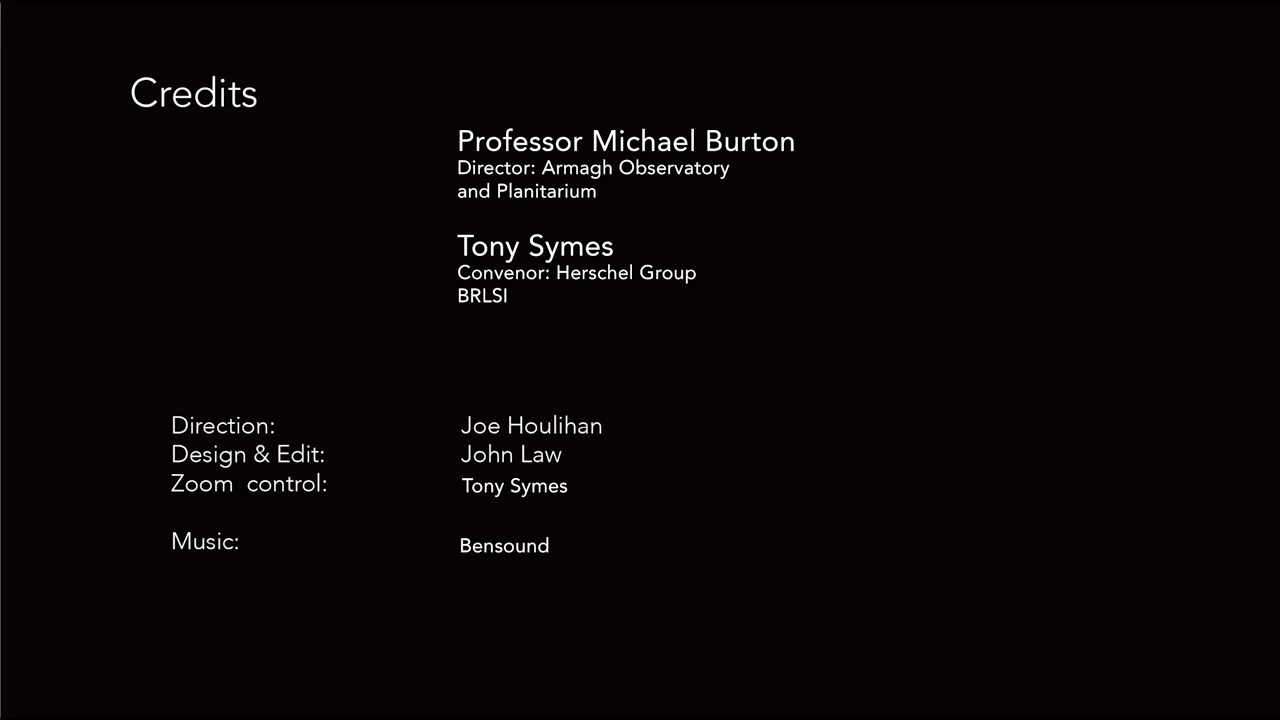 Credits
Professor Michael Burton
Director: Armagh Observatory
and Planitarium
Tony Symes
Convenor: Herschel Group
BRLSI
Direction: Joe Houlihan
Design & Edit: John Law
Zoom control: Tony Symes
Music: Bensound